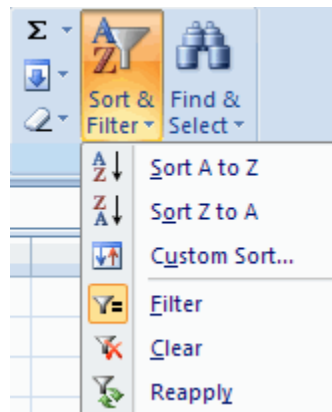 Σ
Sort & Find &
Filter Select
Sort A to Z
Sort Z to A
Custom Sort...
Filter
Clear
Reapply